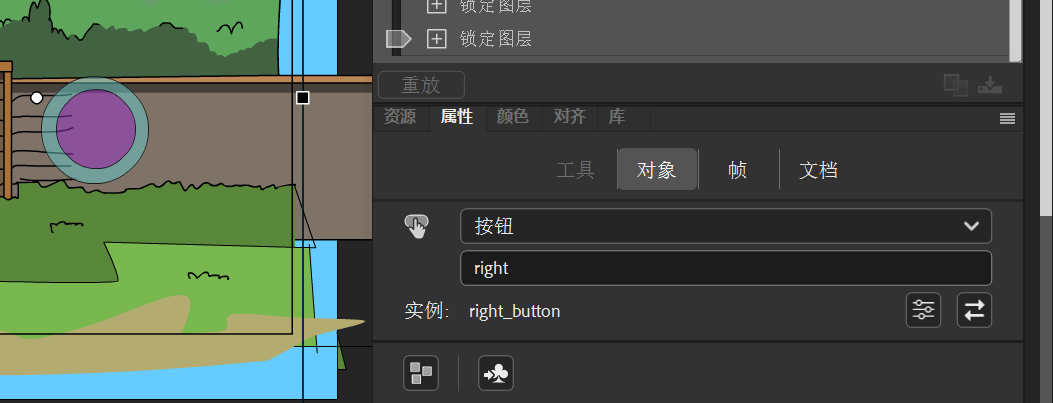 锁定图层
锁定图层
重放
资源 属性 颜色 对齐 库
工具 对象 帧 文档
按钮
right
实例: right_button